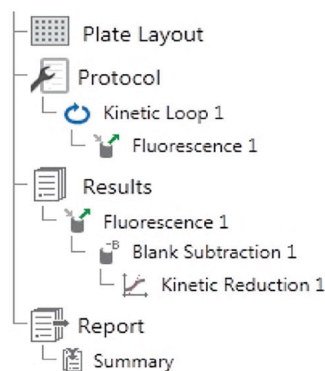 Plate Layout
Protocol
Kinetic Loop 1
Fluorescence 1
Results
Fluorescence 1
Blank Subtraction 1
Kinetic Reduction 1
Report
Summary